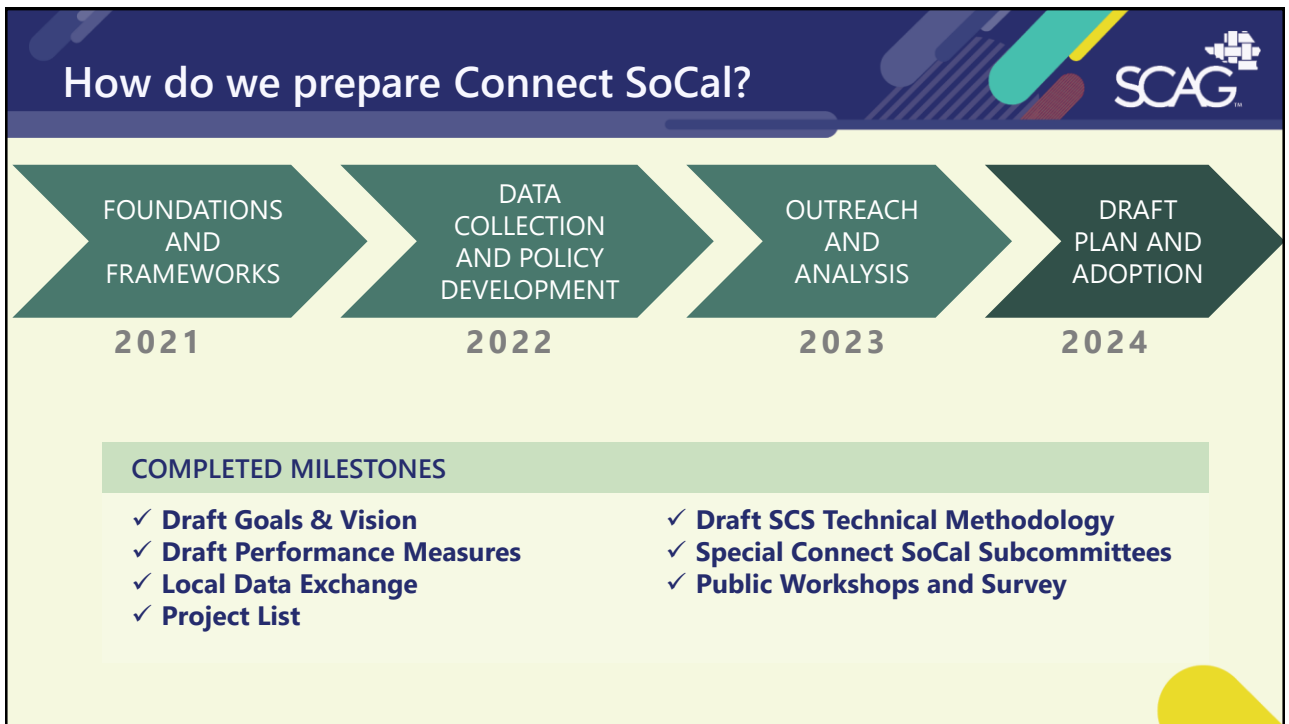 How do we prepare Connect SoCal?
SCAG™
FOUNDATIONS
AND
FRAMEWORKS
DATA
COLLECTION
AND POLICY
DEVELOPMENT
OUTREACH
AND
ANALYSIS
DRAFT
PLAN AND
ADOPTION
2021
2022
2023
2024
COMPLETED MILESTONES
✓ Draft Goals & Vision
✓ Draft Performance Measures
✓ Local Data Exchange
✓ Project List
✓ Draft SCS Technical Methodology
✓ Special Connect SoCal Subcommittees
✓ Public Workshops and Survey